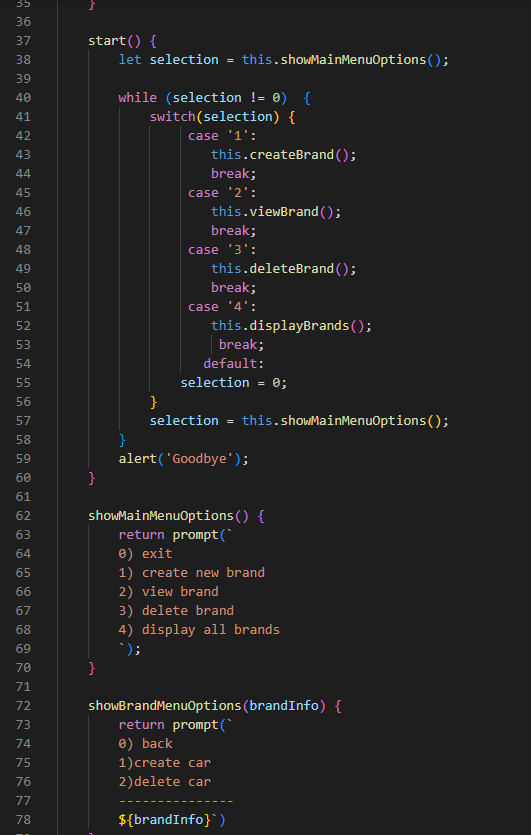 35 }
36
37 start() {
38 let selection = this.showMainMenuOptions();
39
40 while (selection != 0)  {
41 switch(selection) {
42 case '1':
43 this.createBrand();
44 break;
45 case '2':
46 this.viewBrand();
47 break;
48 case '3':
49 this.deleteBrand();
50 break;
51 case '4':
52 this.displayBrands();
53 break;
54 default:
55 selection = 0;
56 }
57 selection = this.showMainMenuOptions();
58 }
59 alert('Goodbye');
60 }
61
62 showMainMenuOptions() {
63 return prompt(`
64 0) exit
65 1) create new brand
66 2) view brand
67 3) delete brand
68 4) display all brands
69 `);
70 }
71
72 showBrandMenuOptions(brandInfo) {
73 return prompt(`
74 0) back
75 1)create car
76 2)delete car
77 ---------------
78 ${brandInfo}`)